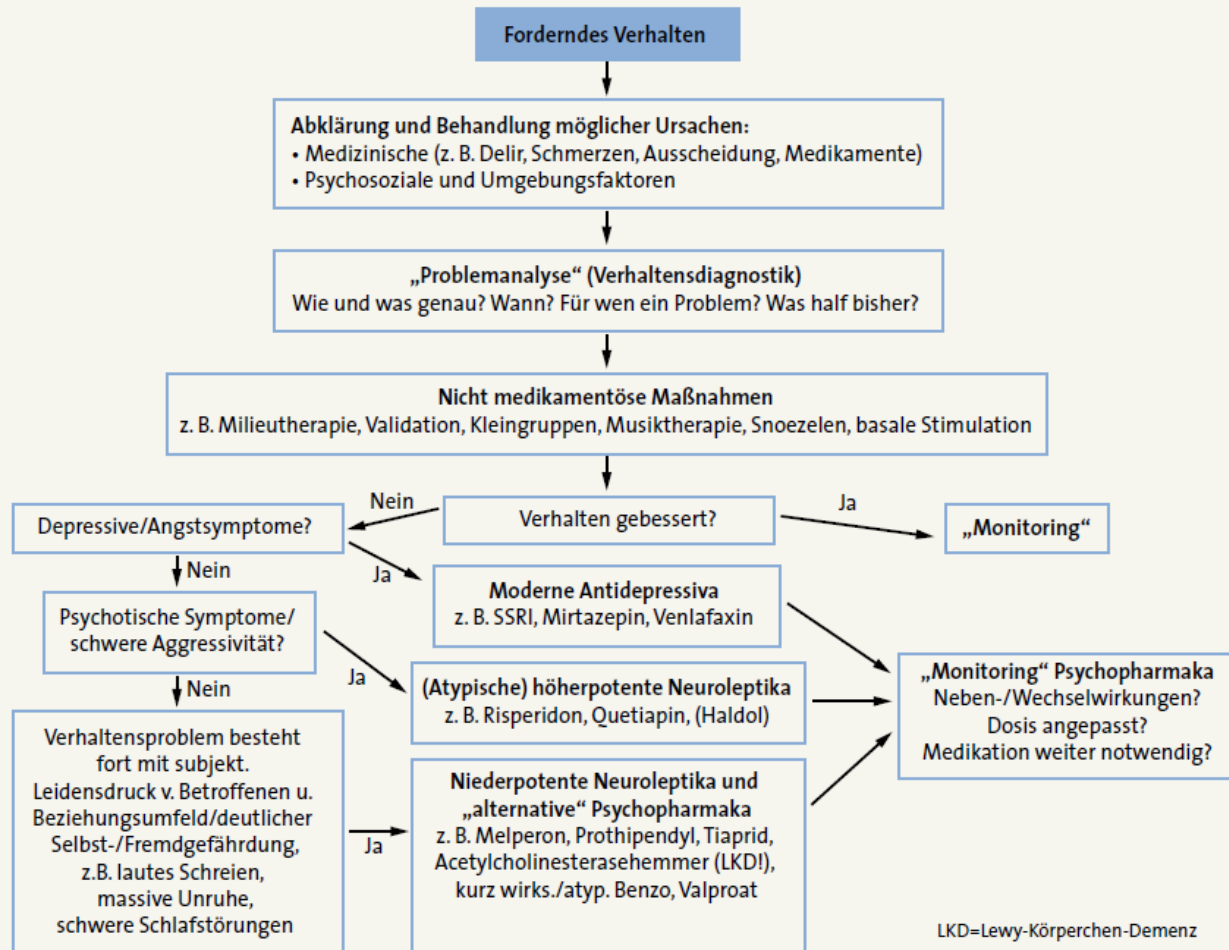 Forderndes Verhalten
Abklärung und Behandlung möglicher Ursachen:
• Medizinische (z. B. Delir, Schmerzen, Ausscheidung, Medikamente)
• Psychosoziale und Umgebungsfaktoren
„Problemanalyse“ (Verhaltensdiagnostik)
Wie und was genau? Wann? Für wen ein Problem? Was half bisher?
Nicht medikamentöse Maßnahmen
z. B. Milieutherapie, Validation, Kleingruppen, Musiktherapie, Snoezelen, basale Stimulation
Verhalten gebessert?
Ja
„Monitoring“
Nein
Depressive/Angstsymptome?
Ja
Moderne Antidepressiva
z. B. SSRI, Mirtazepin, Venlafaxin
Nein
Psychotische Symptome/
schwere Aggressivität?
Ja
(Atypische) höherpotente Neuroleptika
z. B. Risperidon, Quetiapin, (Haldol)
Nein
Verhaltensproblem besteht
fort mit subjekt.
Leidensdruck v. Betroffenen u.
Beziehungsumfeld/deutlicher
Selbst-/Fremdgefährdung,
z.B. lautes Schreien,
massive Unruhe,
schwere Schlafstörungen
Ja
Niederpotente Neuroleptika und
„alternative“ Psychopharmaka
z. B. Melperon, Prothipendyl, Tiaprid,
Acetylcholinesterasehemmer (LKD!),
kurz wirks./atyp. Benzo, Valproat
„Monitoring“ Psychopharmaka
Neben-/Wechselwirkungen?
Dosis angepasst?
Medikation weiter notwendig?
LKD=Lewy-Körperchen-Demenz